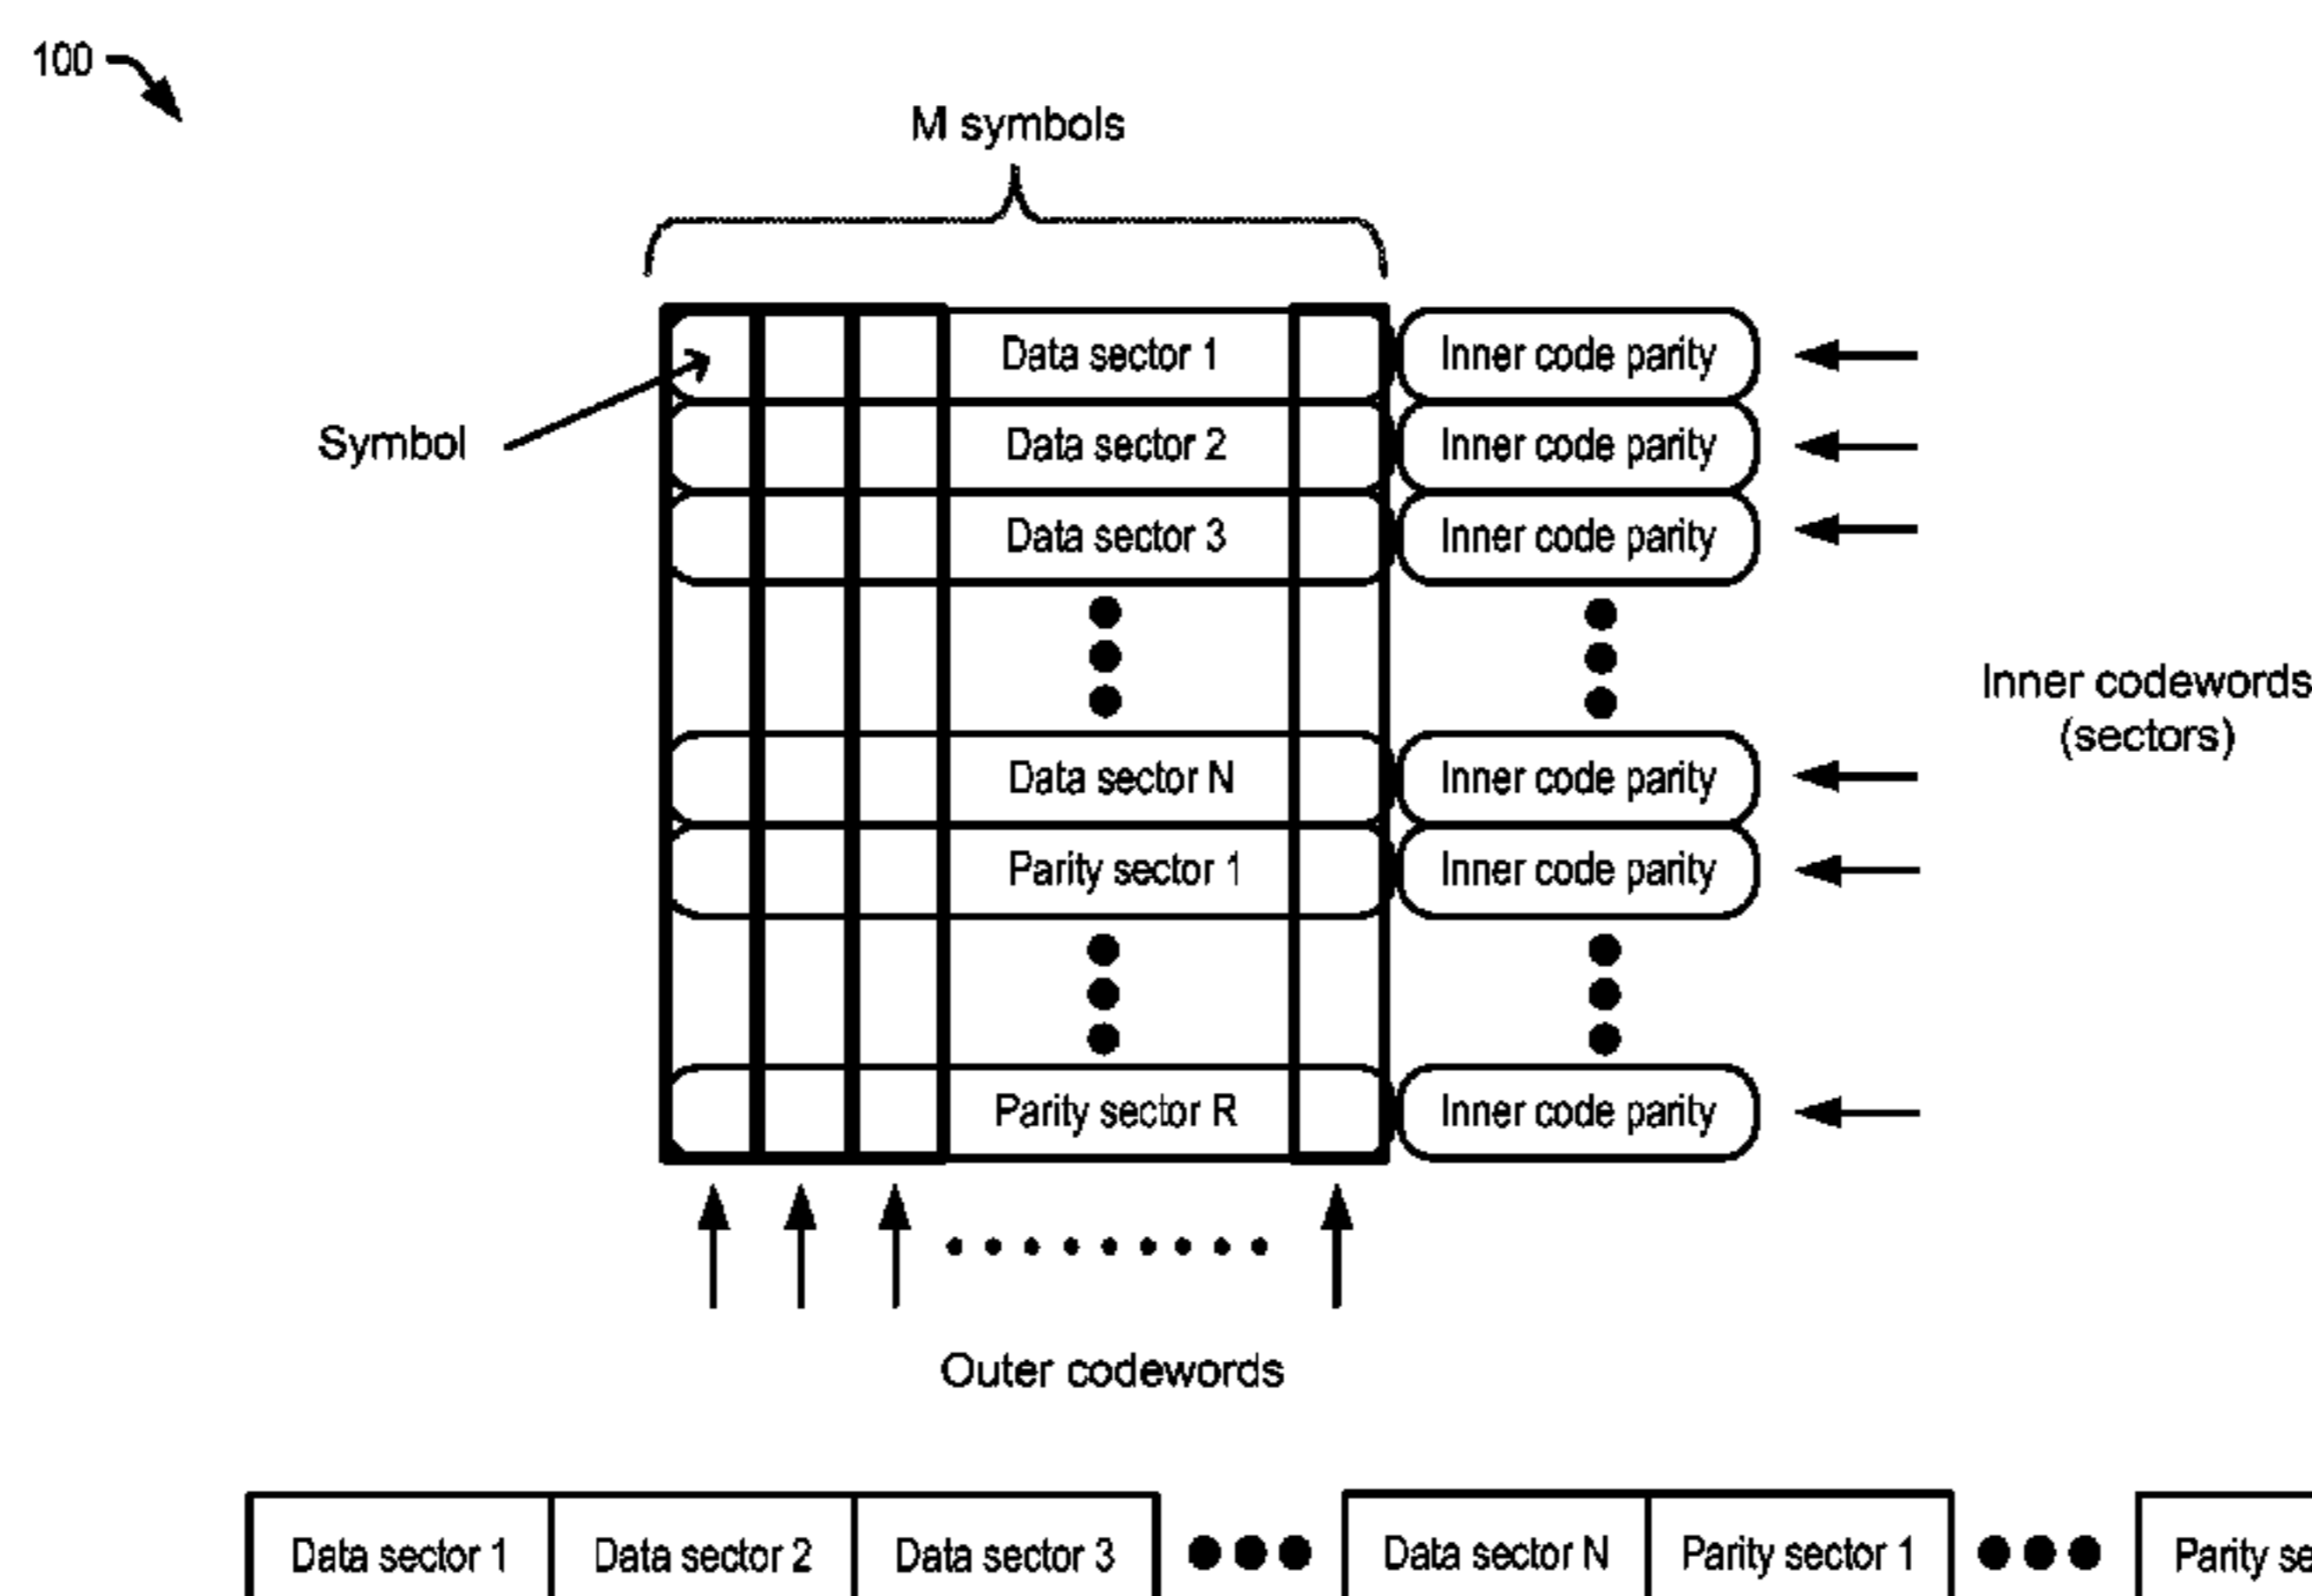 100
M symbols
Data sector 1 Inner code parity
Symbol
Data sector 2 Inner code parity
Data sector 3 Inner code parity
Inner codewords
(sectors)
Data sector N Inner code parity
Parity sector 1 Inner code parity
Parity sector R Inner code parity
Outer codewords
Data sector 1 Data sector 2 Data sector 3 Data sector N Parity sector 1 Parity